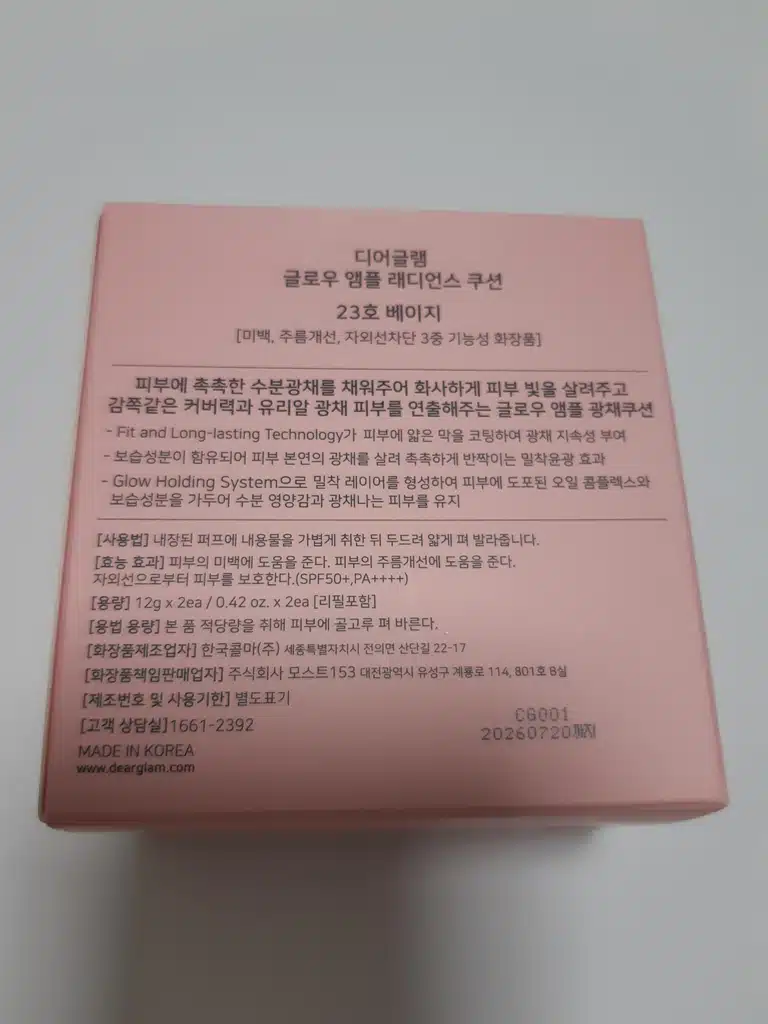 디어글램
글로우 앰플 래디언스 쿠션
23호 베이지
[미백, 주름개선, 자외선차단 3중 기능성 화장품]
피부에 촉촉한 수분광채를 채워주어 화사하게 피부 빛을 살려주고
감쪽같은 커버력과 유리알 광채 피부를 연출해주는 글로우 앰플 광채쿠션
- Fit and Long-lasting Technology가 피부에 얇은 막을 코팅하여 광채 지속성 부여
- 보습성분이 함유되어 피부 본연의 광채를 살려 촉촉하게 반짝이는 밀착윤광 효과
- Glow Holding System으로 밀착 레이어를 형성하여 피부에 도포된 오일 콤플렉스와
보습성분을 가두어 수분 영양감과 광채나는 피부를 유지
[사용법] 내장된 퍼프에 내용물을 가볍게 취한 뒤 두드려 얇게 펴 발라줍니다.
[효능 효과] 피부의 미백에 도움을 준다. 피부의 주름개선에 도움을 준다.
자외선으로부터 피부를 보호한다.(SPF50+,PA++++)
[용량] 12g x 2ea / 0.42 oz. x 2ea [리필포함]
[용법 용량] 본 품 적당량을 취해 피부에 골고루 펴 바른다.
[화장품제조업자] 한국콜마(주) 세종특별자치시 전의면 산단길 22-17
[화장품책임판매업자] 주식회사 모스트153 대전광역시 유성구 계룡로 114, 801호 8실
[제조번호 및 사용기한] 별도표기
[고객 상담실]1661-2392
CG001
20260720까지
MADE IN KOREA
www.dearglam.com